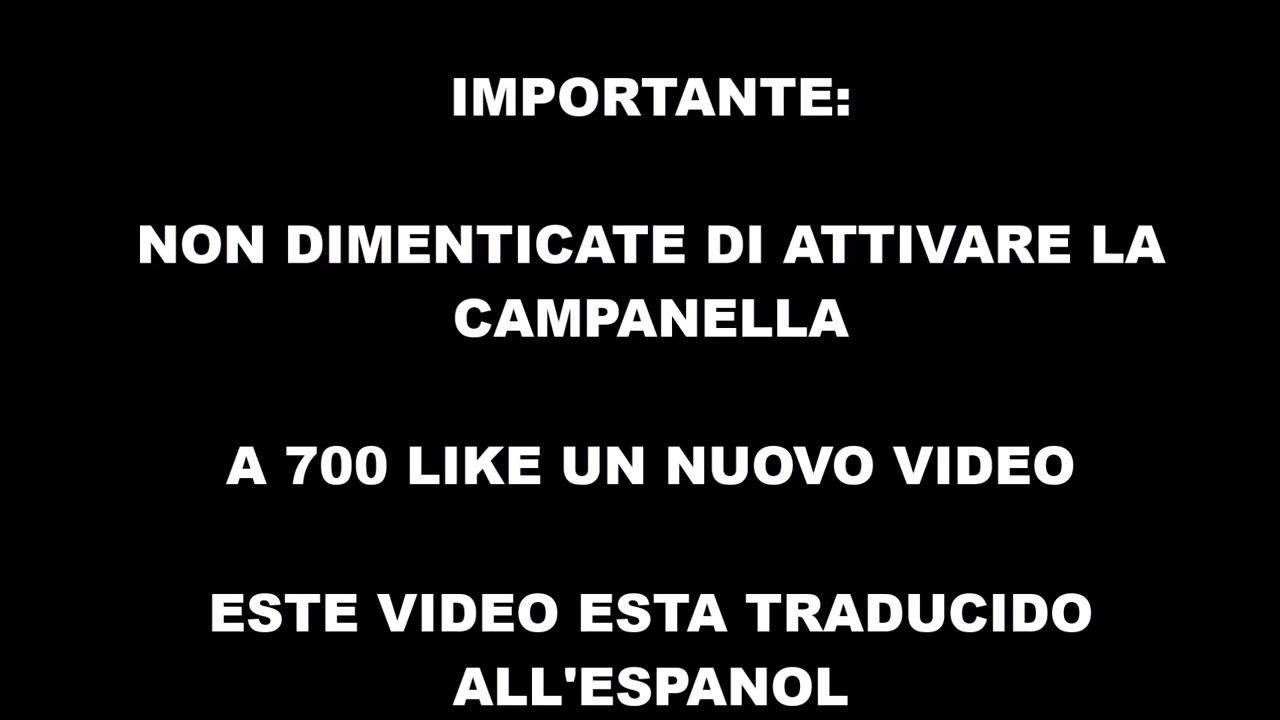 IMPORTANTE:
NON DIMENTICATE DI ATTIVARE LA
CAMPANELLA
A 700 LIKE UN NUOVO VIDEO
ESTE VIDEO ESTA TRADUCIDO
ALL'ESPANOL